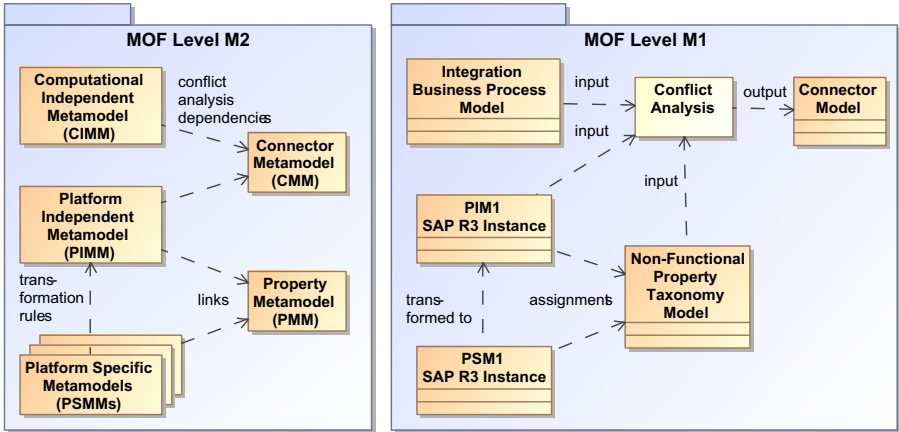 MOF Level M2
Computational
Independent
Metamodel
(CIMM)
conflict
analysis
dependencies
Connector
Metamodel
(CMM)
Platform
Independent
Metamodel
(PIMM)
trans-
formation
rules
links
Property
Metamodel
(PMM)
Platform Specific
Metamodels
(PSMMs)
MOF Level M1
Integration
Business Process
Model
input
Conflict
Analysis
output
Connector
Model
input
input
PIM1
SAP R3 Instance
Non-Functional
Property
Taxonomy
Model
trans-
formed to
assignments
PSM1
SAP R3 Instance